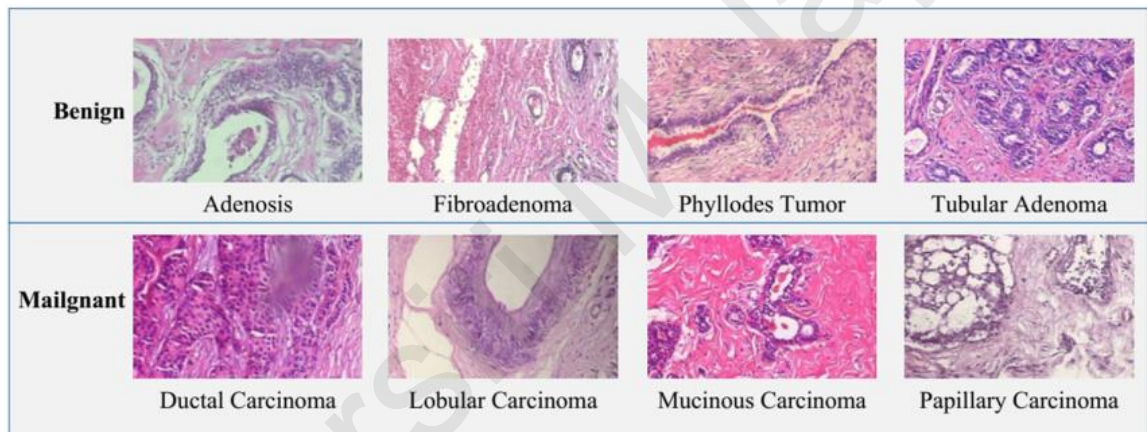 Benign
Adenosis Fibroadenoma Phyllodes Tumor Tubular Adenoma
Mailgnant
Ductal Carcinoma Lobular Carcinoma Mucinous Carcinoma Papillary Carcinoma